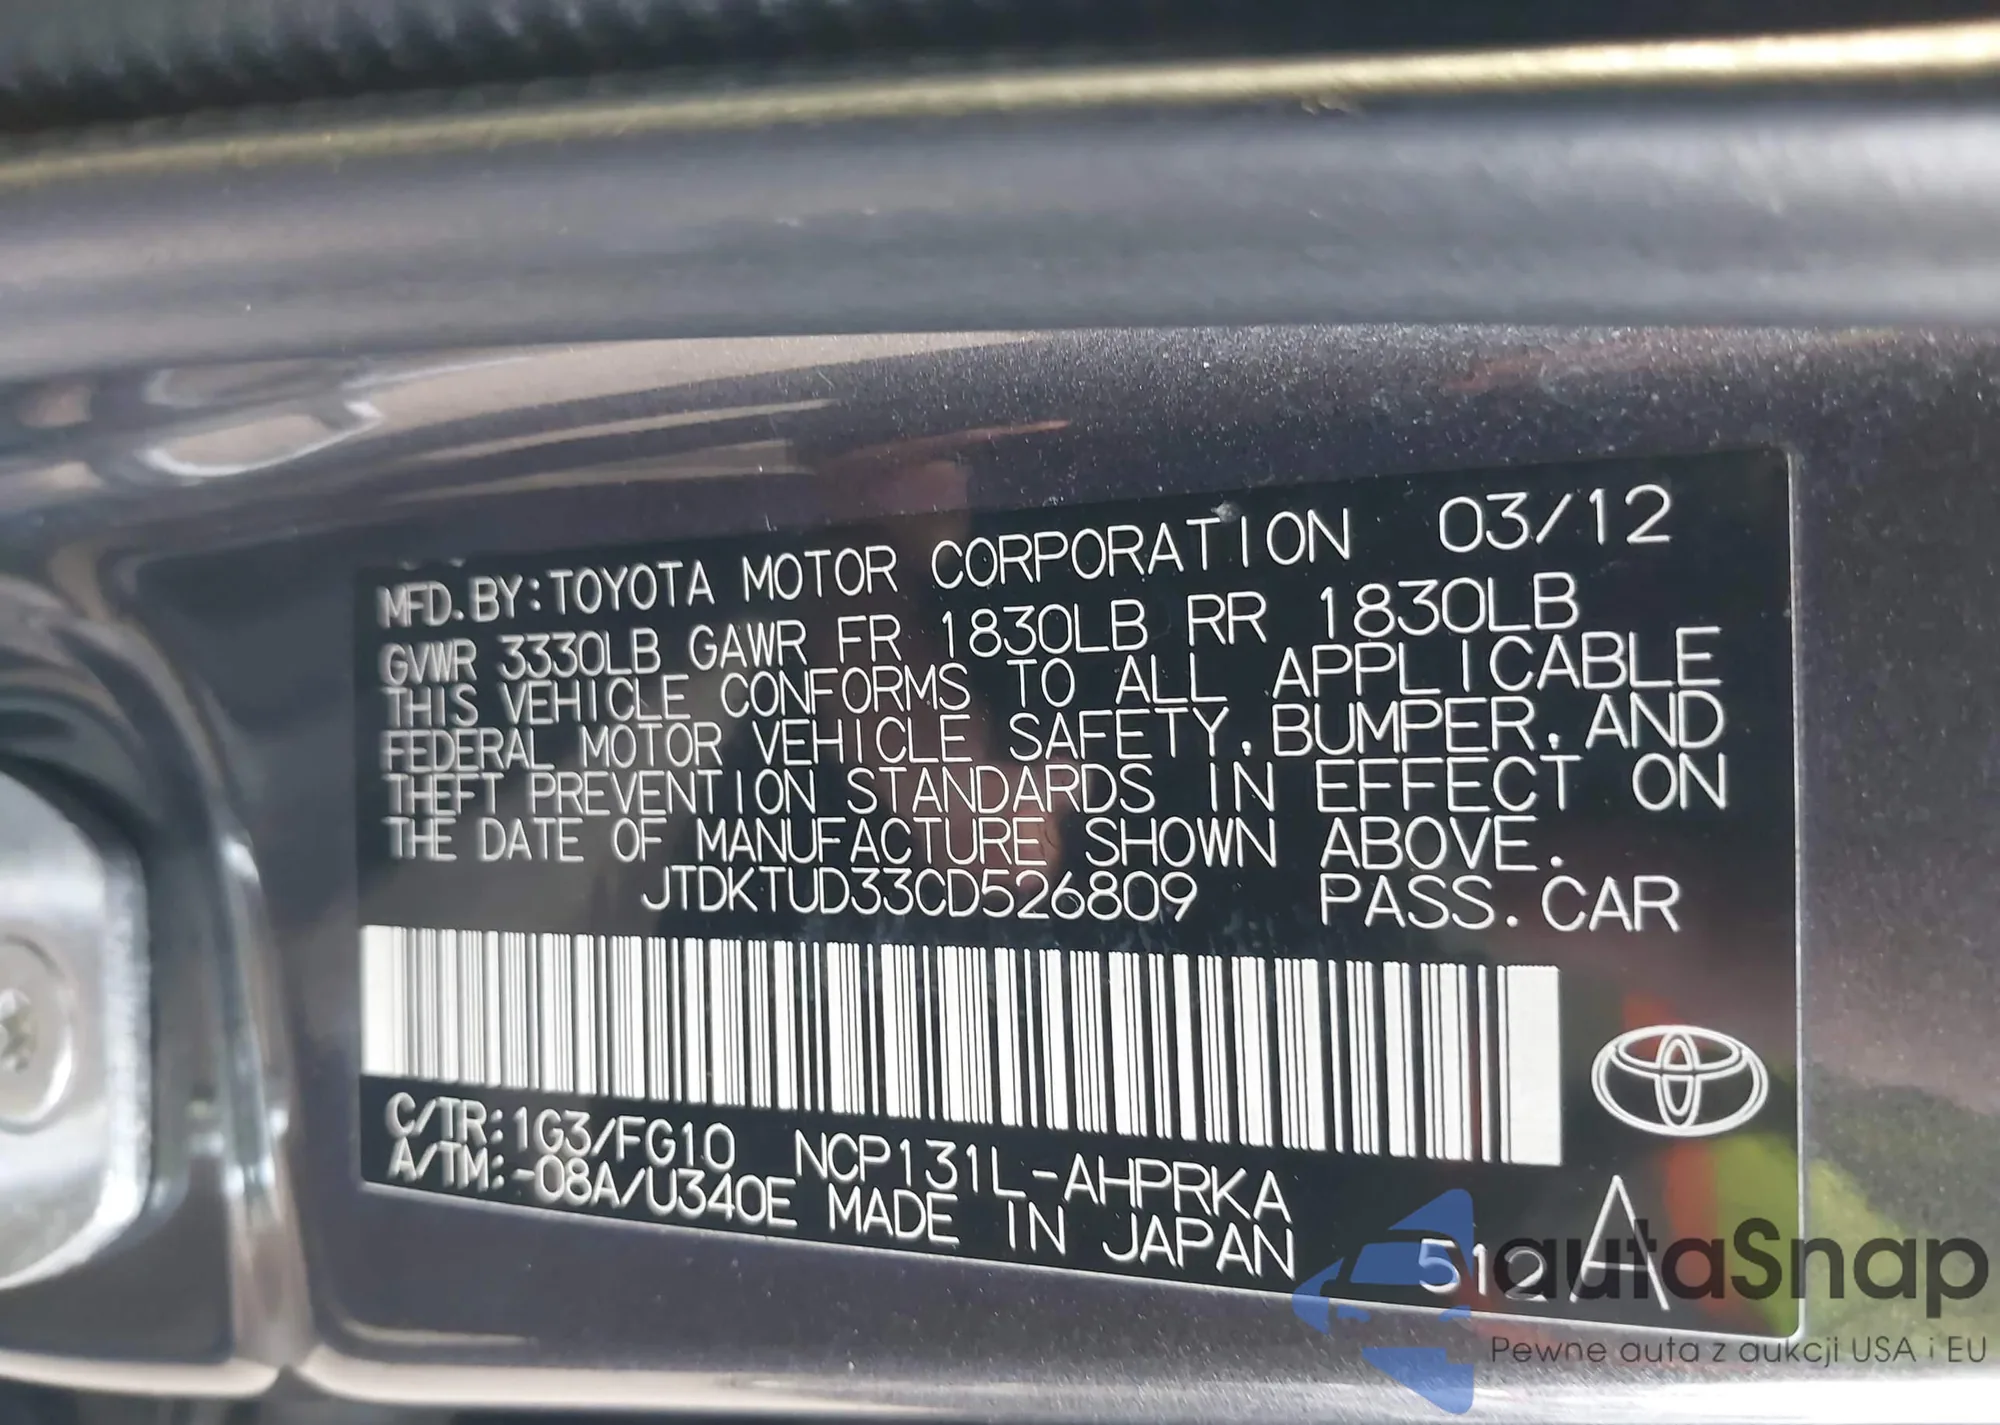 MFD.BY:TOYOTA MOTOR CORPORATION 03/12
GVWR 3330LB GAWR FR 1830LB RR 1830LB
THIS VEHICLE CONFORMS TO ALL APPLICABLE
FEDERAL MOTOR VEHICLE SAFETY,BUMPER,AND
THEFT PREVENTION STANDARDS IN EFFECT ON
THE DATE OF MANUFACTURE SHOWN ABOVE.
JTDKTUD33CD526809 PASS.CAR
C/TR:1G3/FG10 NCP131L-AHPRKA
A/TM:-08A/U340E MADE IN JAPAN 512 A
autaSnap
Pewne auta z aukcji USA i EU